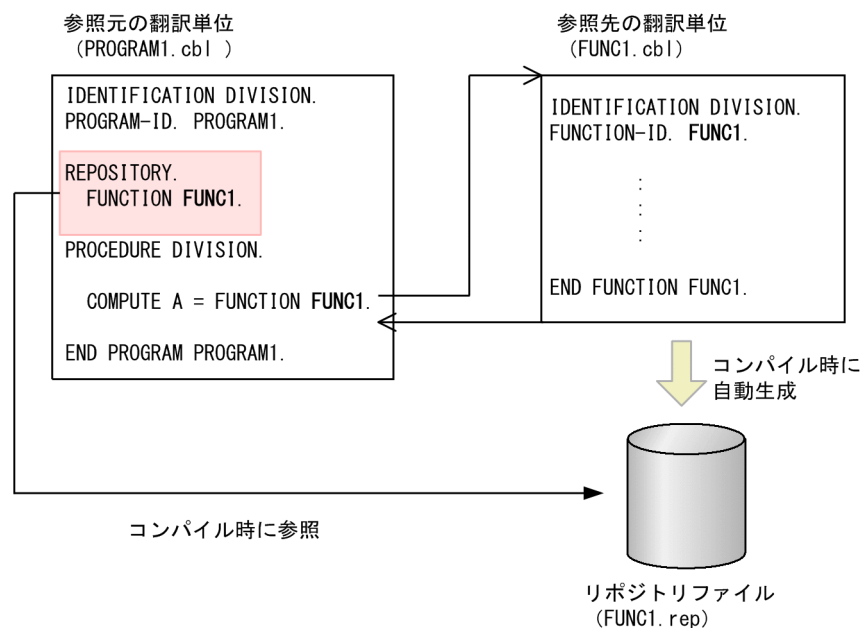 参照元の翻訳単位
（PROGRAM1.cbl ）
IDENTIFICATION DIVISION.
PROGRAM-ID. PROGRAM1.
REPOSITORY.
FUNCTION FUNC1.
PROCEDURE DIVISION.
COMPUTE A = FUNCTION FUNC1.
END PROGRAM PROGRAM1.
参照先の翻訳単位
（FUNC1.cbl）
IDENTIFICATION DIVISION.
FUNCTION-ID. FUNC1.
:
:
:
END FUNCTION FUNC1.
コンパイル時に
自動生成
コンパイル時に参照
リポジトリファイル
（FUNC1.rep）